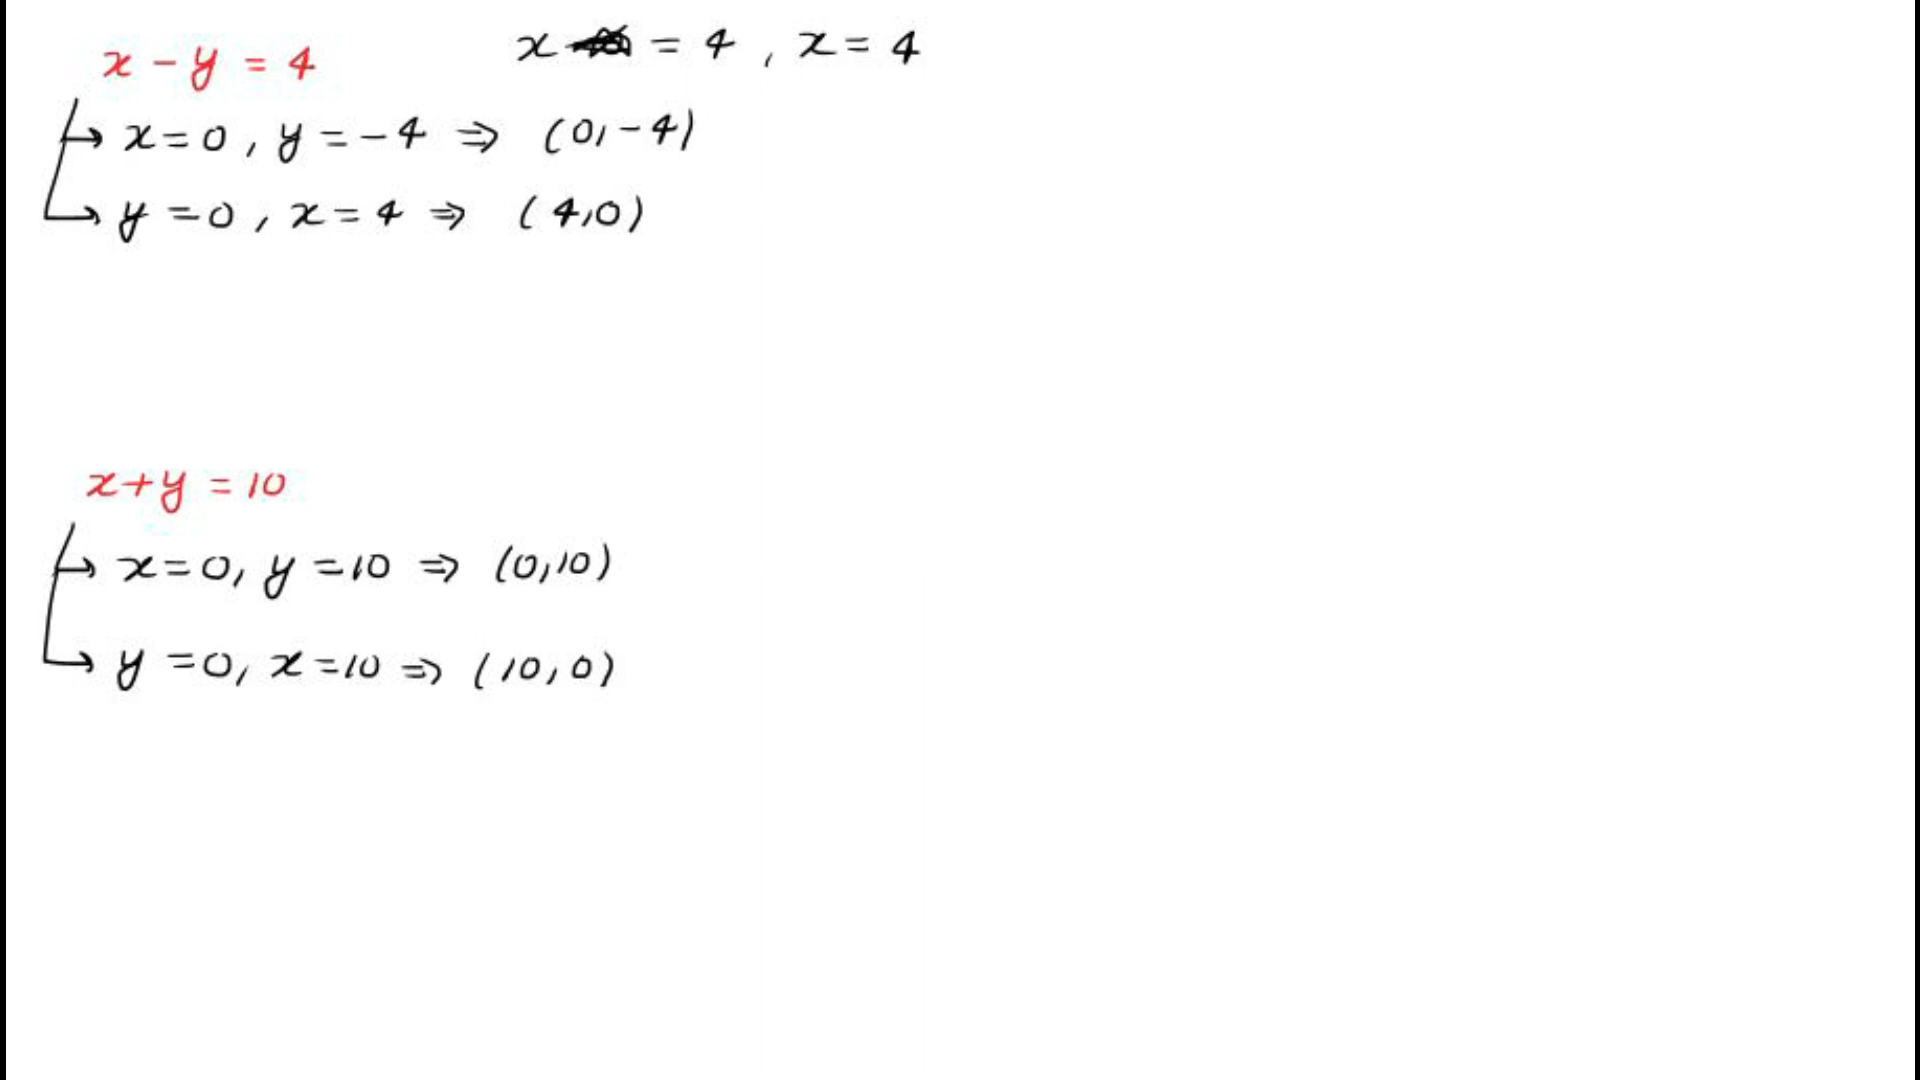 x - y = 4
x = 4 , x = 4
x = 0 , y = -4 ⇒ (0, -4)
y = 0 , x = 4 ⇒ (4,0)
x + y = 10
x = 0, y = 10 ⇒ (0,10)
y = 0, x = 10 ⇒ (10,0)